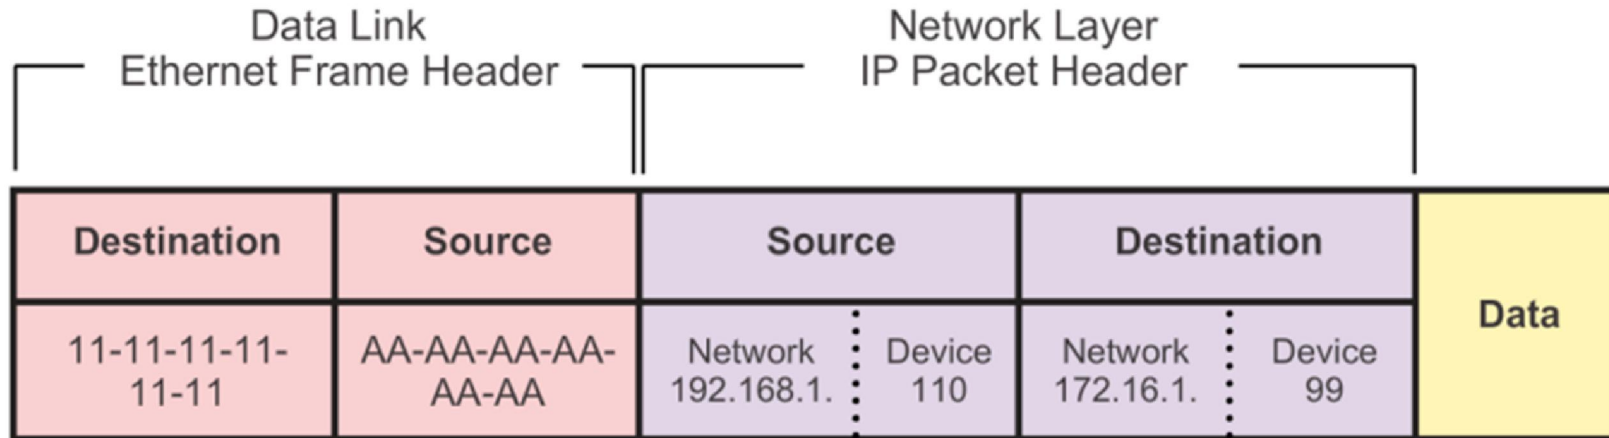 Data Link
Ethernet Frame Header
Network Layer
IP Packet Header
Destination
Source
Source
Destination
Data
11-11-11-11-
11-11
AA-AA-AA-AA-
AA-AA
Network
192.168.1.
Device
110
Network
172.16.1.
Device
99